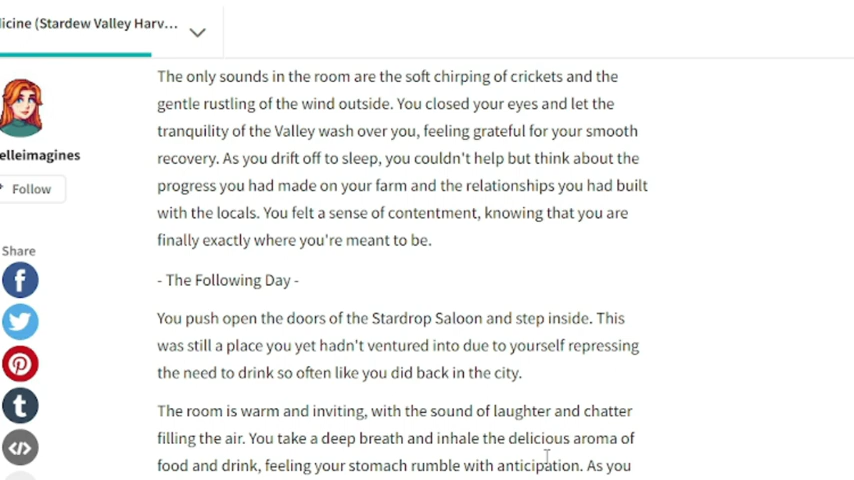 dicine (Stardew Valley Harv...
The only sounds in the room are the soft chirping of crickets and the
gentle rustling of the wind outside. You closed your eyes and let the
tranquility of the Valley wash over you, feeling grateful for your smooth
recovery. As you drift off to sleep, you couldn't help but think about the
progress you had made on your farm and the relationships you had built
with the locals. You felt a sense of contentment, knowing that you are
finally exactly where you're meant to be.
- The Following Day -
You push open the doors of the Stardrop Saloon and step inside. This
was still a place you yet hadn't ventured into due to yourself repressing
the need to drink so often like you did back in the city.
The room is warm and inviting, with the sound of laughter and chatter
filling the air. You take a deep breath and inhale the delicious aroma of
food and drink, feeling your stomach rumble with anticipation. As you
elleimagines
Follow
Share